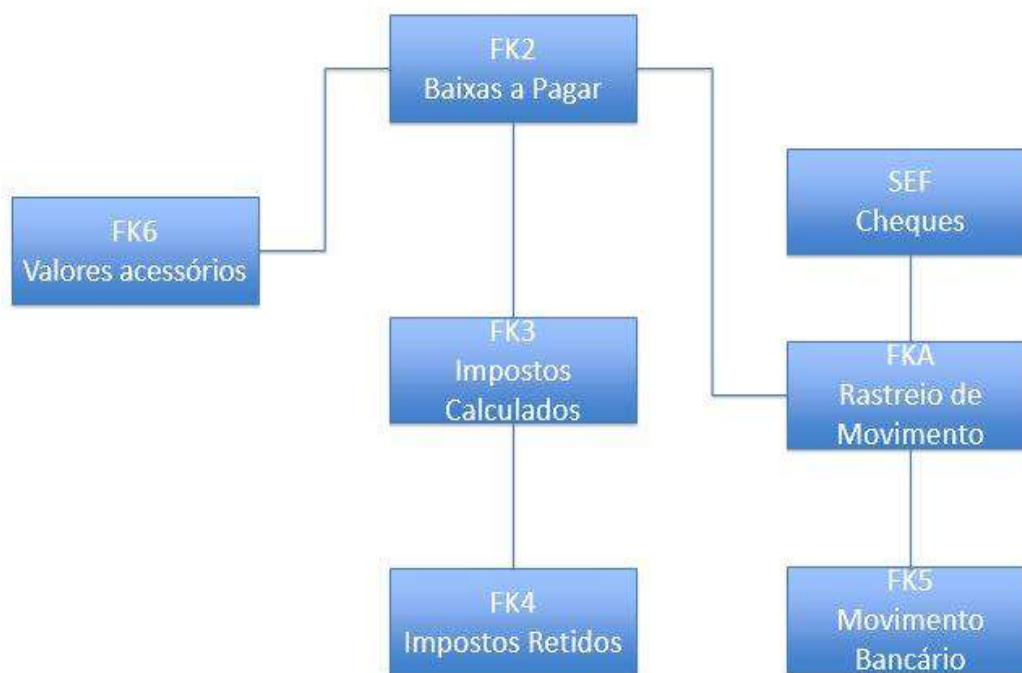 FK2
Baixas a Pagar
SEF
Cheques
FK6
Valores acessórios
FK3
Impostos
Calculados
FKA
Rastreio de
Movimento
FK4
Impostos Retidos
FK5
Movimento
Bancário